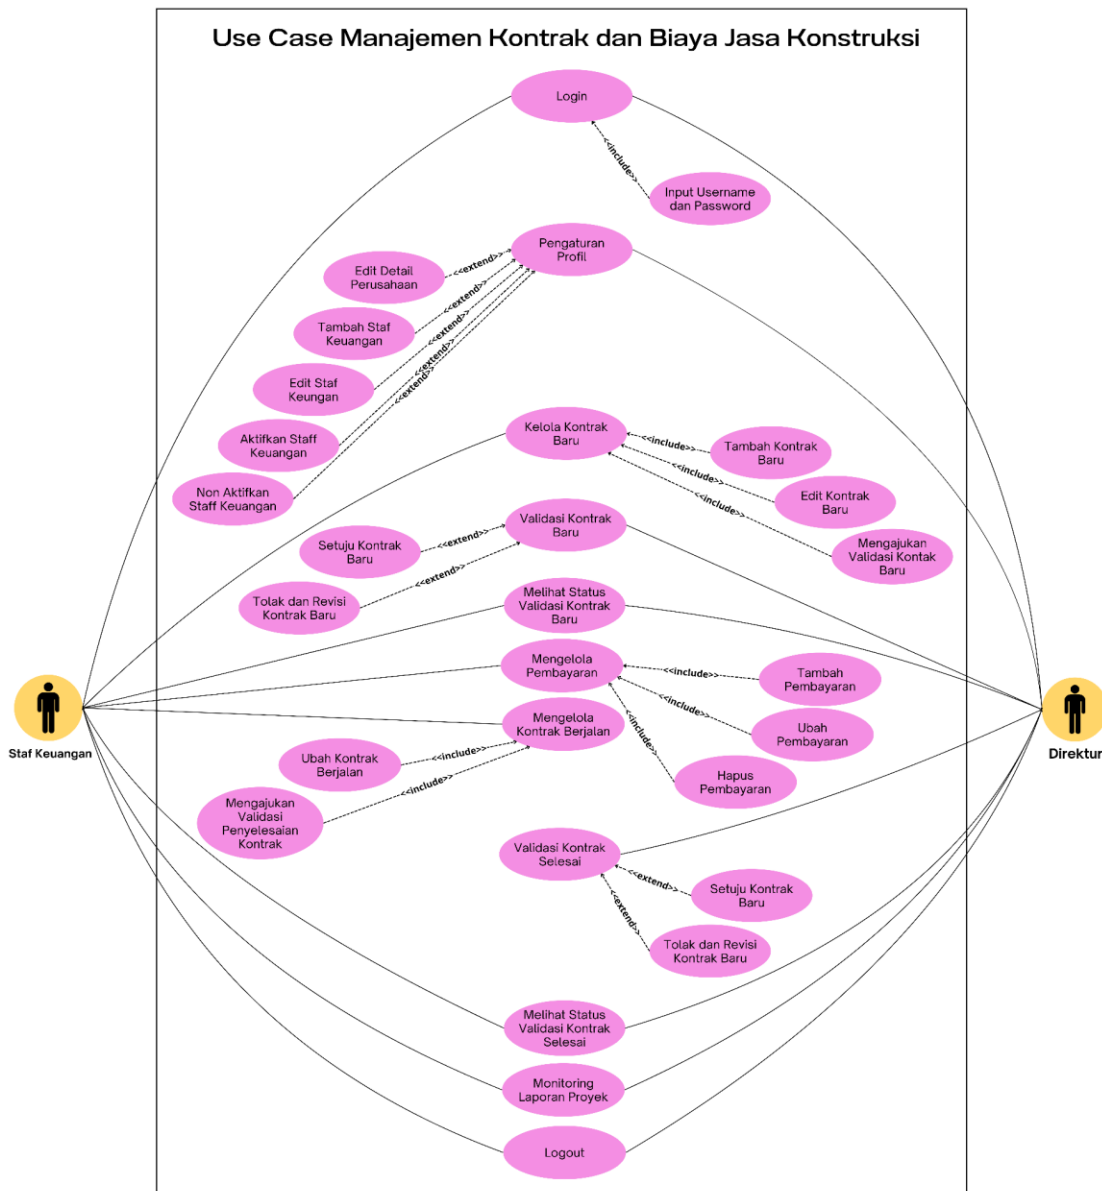 Use Case Manajemen Kontrak dan Biaya Jasa Konstruksi
Login
<<include>>
Input Username
dan Password
Pengaturan
Profil
Edit Detail
Perusahaan
<<extend>>
Tambah Staf
Keuangan
<<extend>>
Edit Staf
Keungan
<<extend>>
Aktifkan Staff
Keuangan
<<extend>>
Non Aktifkan
Staff Keuangan
<<extend>>
Kelola Kontrak
Baru
<<include>>
Tambah Kontrak
Baru
<<include>>
Edit Kontrak
Baru
<<include>>
Mengajukan
Validasi Kontak
Baru
Validasi Kontrak
Baru
Setuju Kontrak
Baru
<<extend>>
Tolak dan Revisi
Kontrak Baru
<<extend>>
Melihat Status
Validasi Kontrak
Baru
Mengelola
Pembayaran
<<include>>
Tambah
Pembayaran
<<include>>
Ubah
Pembayaran
<<include>>
Hapus
Pembayaran
Staf Keuangan
Direktur
Mengelola
Kontrak Berjalan
Ubah Kontrak
Berjalan
<<include>>
Mengajukan
Validasi
Penyelesaian
Kontrak
<<include>>
Validasi Kontrak
Selesai
<<extend>>
Setuju Kontrak
Baru
<<extend>>
Tolak dan Revisi
Kontrak Baru
Melihat Status
Validasi Kontrak
Selesai
Monitoring
Laporan Proyek
Logout